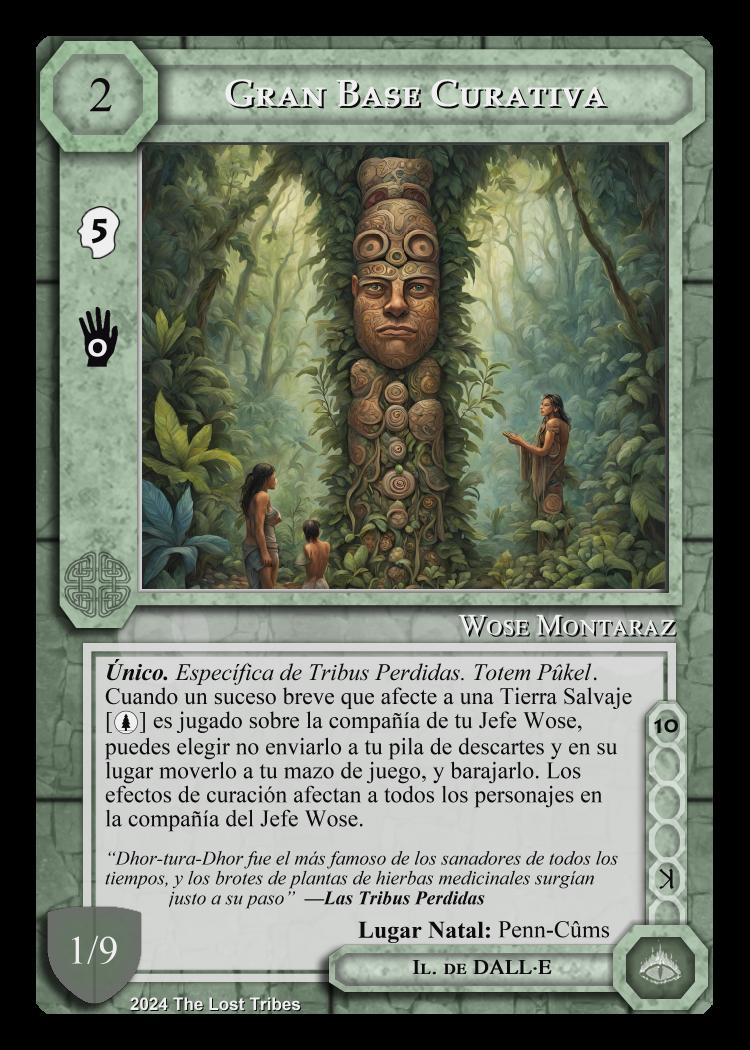 2
Gran Base Curativa
5
0
Wose Montaraz
Único. Específica de Tribus Perdidas. Totem Pûkel.
Cuando un suceso breve que afecte a una Tierra Salvaje
[] es jugado sobre la compañía de tu Jefe Wose,
puedes elegir no enviarlo a tu pila de descartes y en su
lugar moverlo a tu mazo de juego, y barajarlo. Los
efectos de curación afectan a todos los personajes en
la compañía del Jefe Wose.
10
“Dhor-tura-Dhor fue el más famoso de los sanadores de todos los
tiempos, y los brotes de plantas de hierbas medicinales surgían
justo a su paso” —Las Tribus Perdidas
Lugar Natal: Penn-Cûms
1/9
Il. de DALL·E
2024 The Lost Tribes